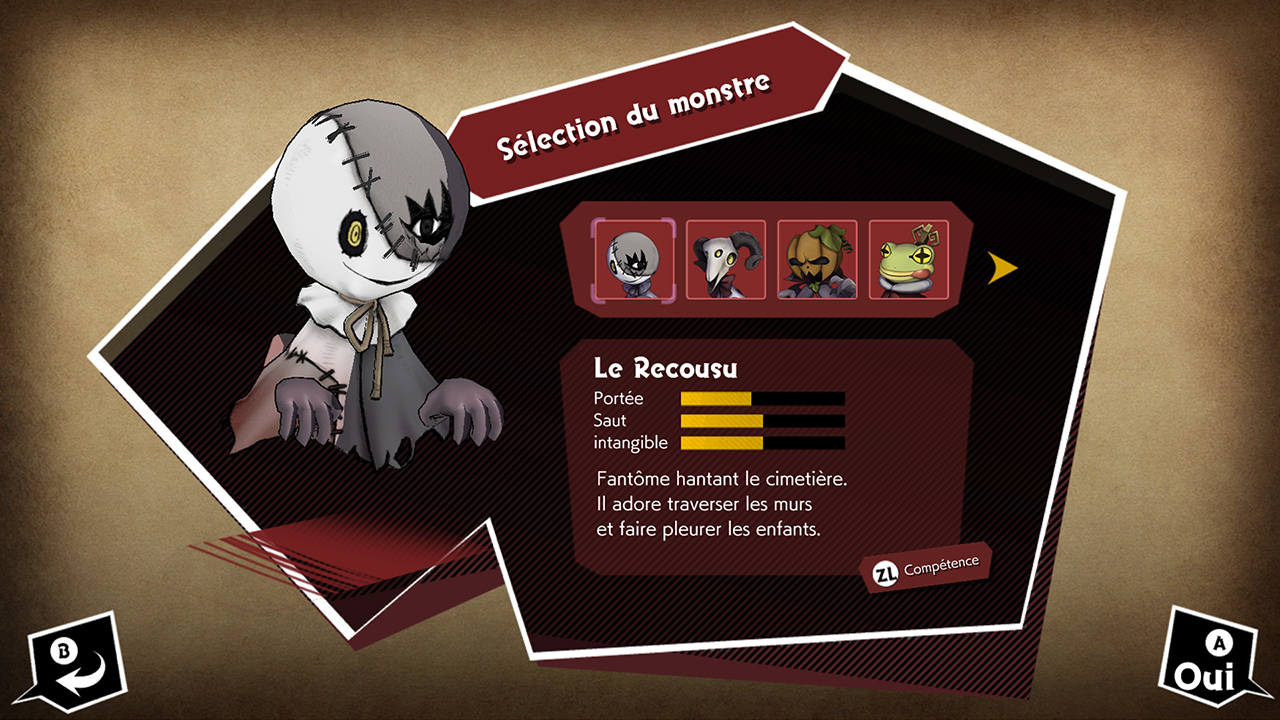 Sélection du monstre
Le Recousu
Portée
Saut
intangible
Fantôme hantant le cimetière.
Il adore traverser les murs
et faire pleurer les enfants.
ZL Compétence
B
A
Oui